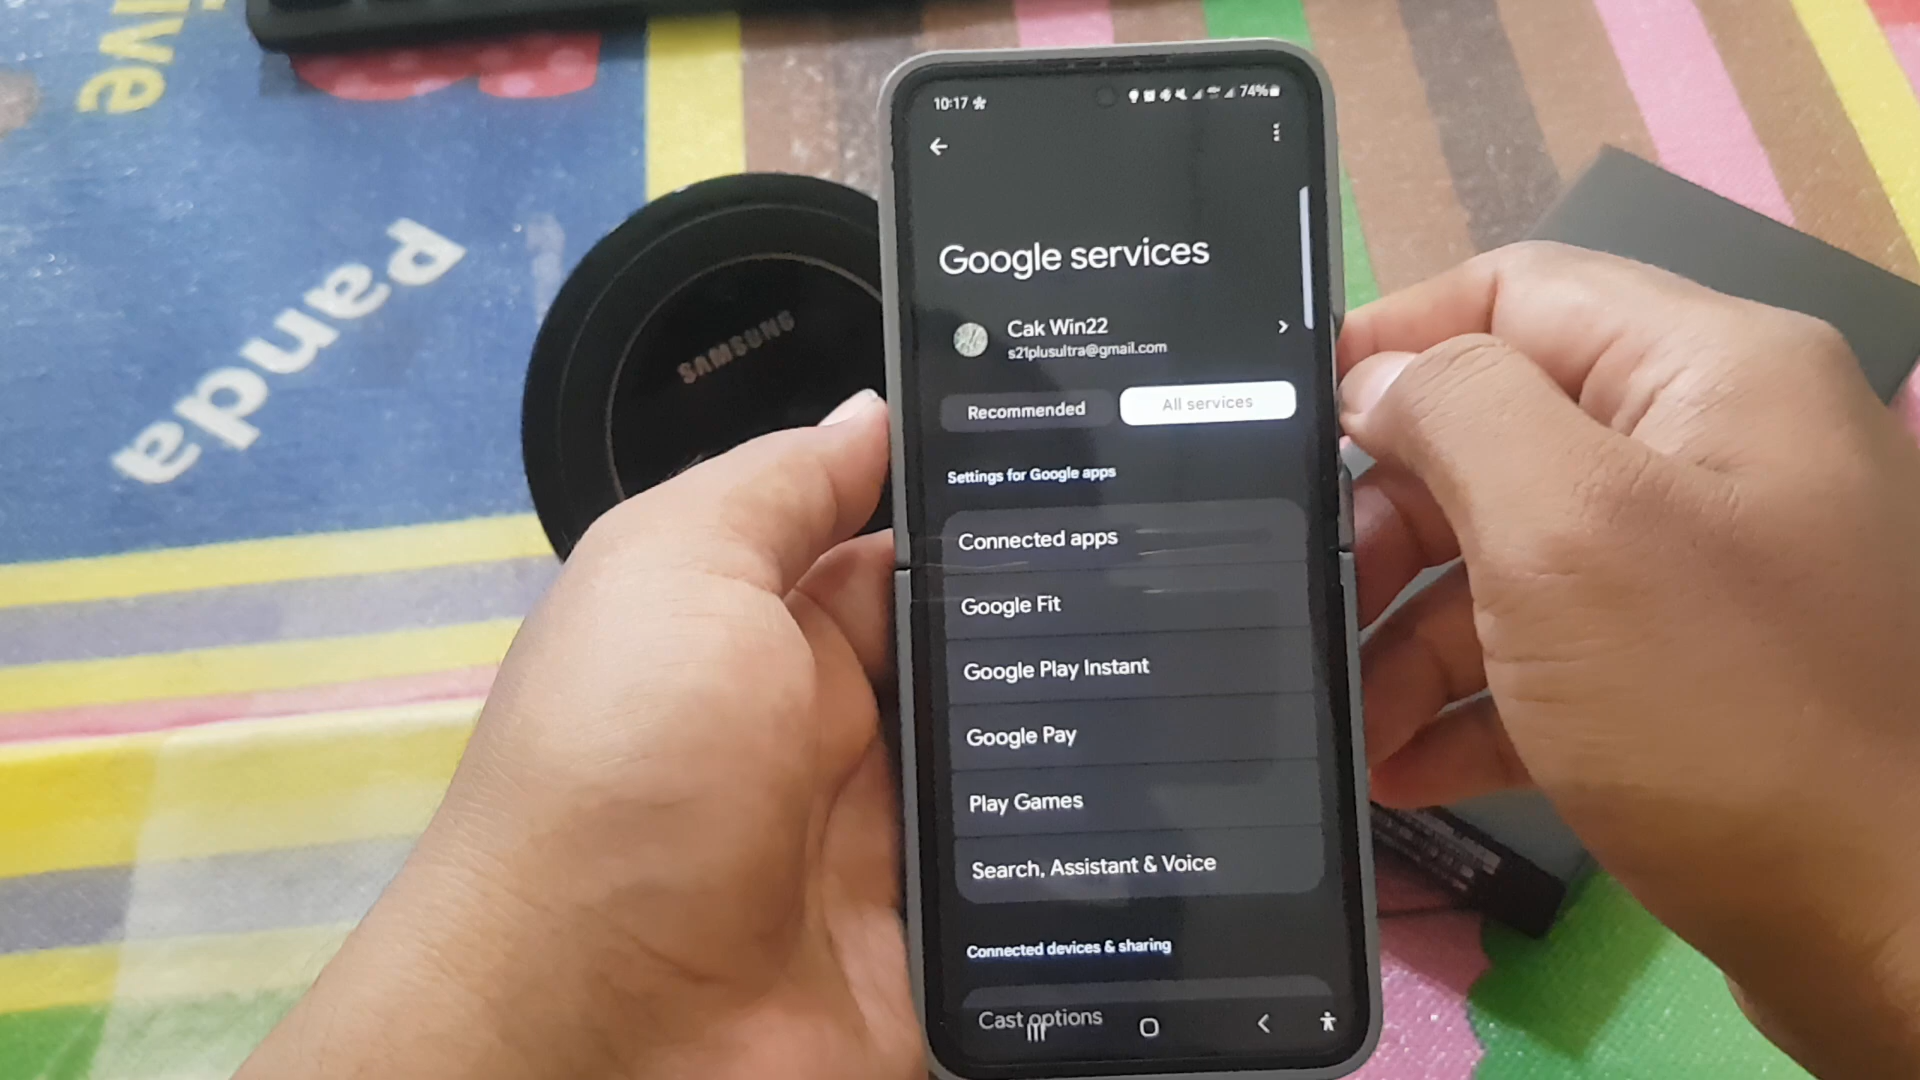 ive
Panda
SAMSUNG
10:17
74%
Google services
Cak Win22
s21plusultra@gmail.com
Recommended
All services
Settings for Google apps
Connected apps
Google Fit
Google Play Instant
Google Pay
Play Games
Search, Assistant & Voice
Connected devices & sharing
Cast options